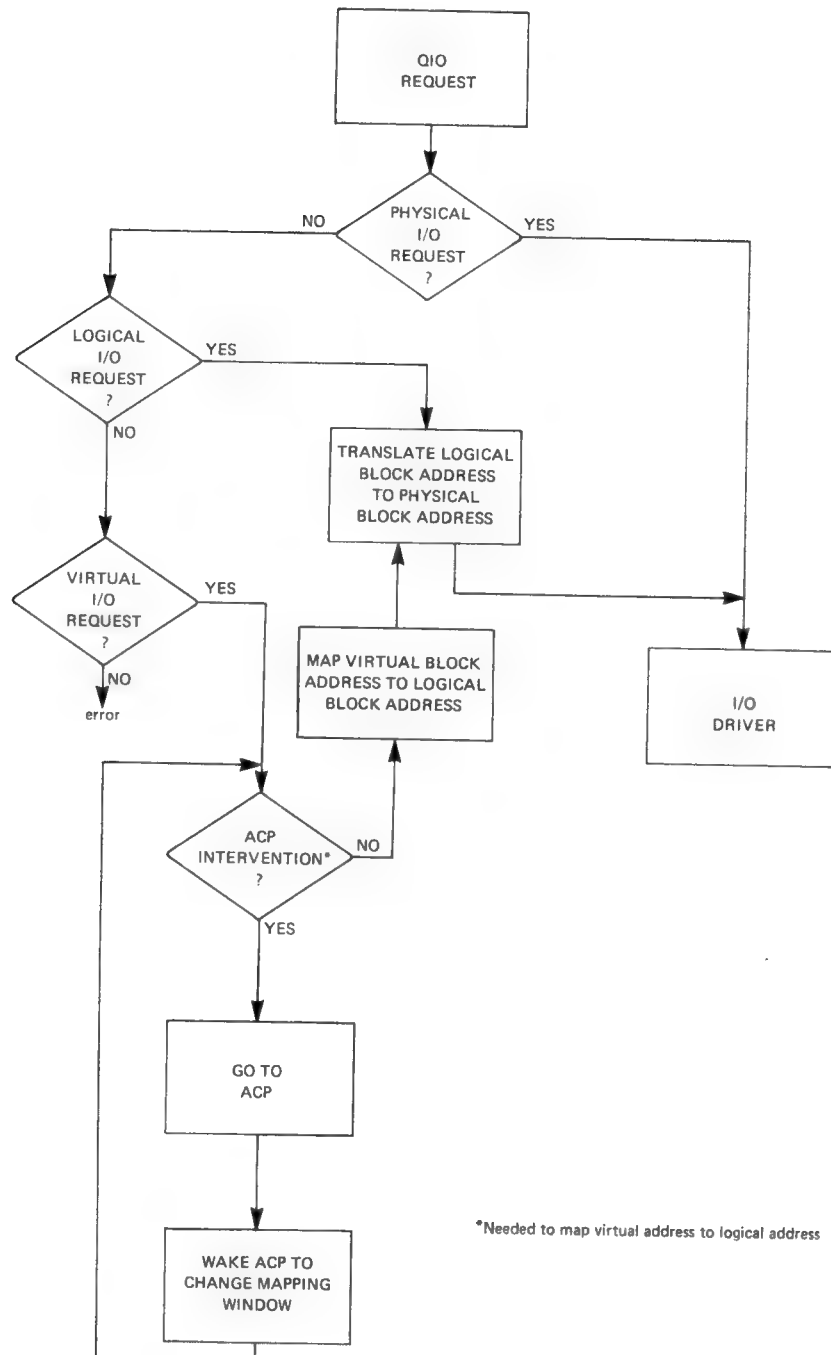 QIO
REQUEST
PHYSICAL
I/O
REQUEST
?
NO
YES
LOGICAL
I/O
REQUEST
?
YES
NO
TRANSLATE LOGICAL
BLOCK ADDRESS
TO PHYSICAL
BLOCK ADDRESS
VIRTUAL
I/O
REQUEST
?
YES
NO
error
MAP VIRTUAL BLOCK
ADDRESS TO LOGICAL
BLOCK ADDRESS
I/O
DRIVER
ACP
INTERVENTION*
?
NO
YES
GO TO
ACP
WAKE ACP TO
CHANGE MAPPING
WINDOW
*Needed to map virtual address to logical address